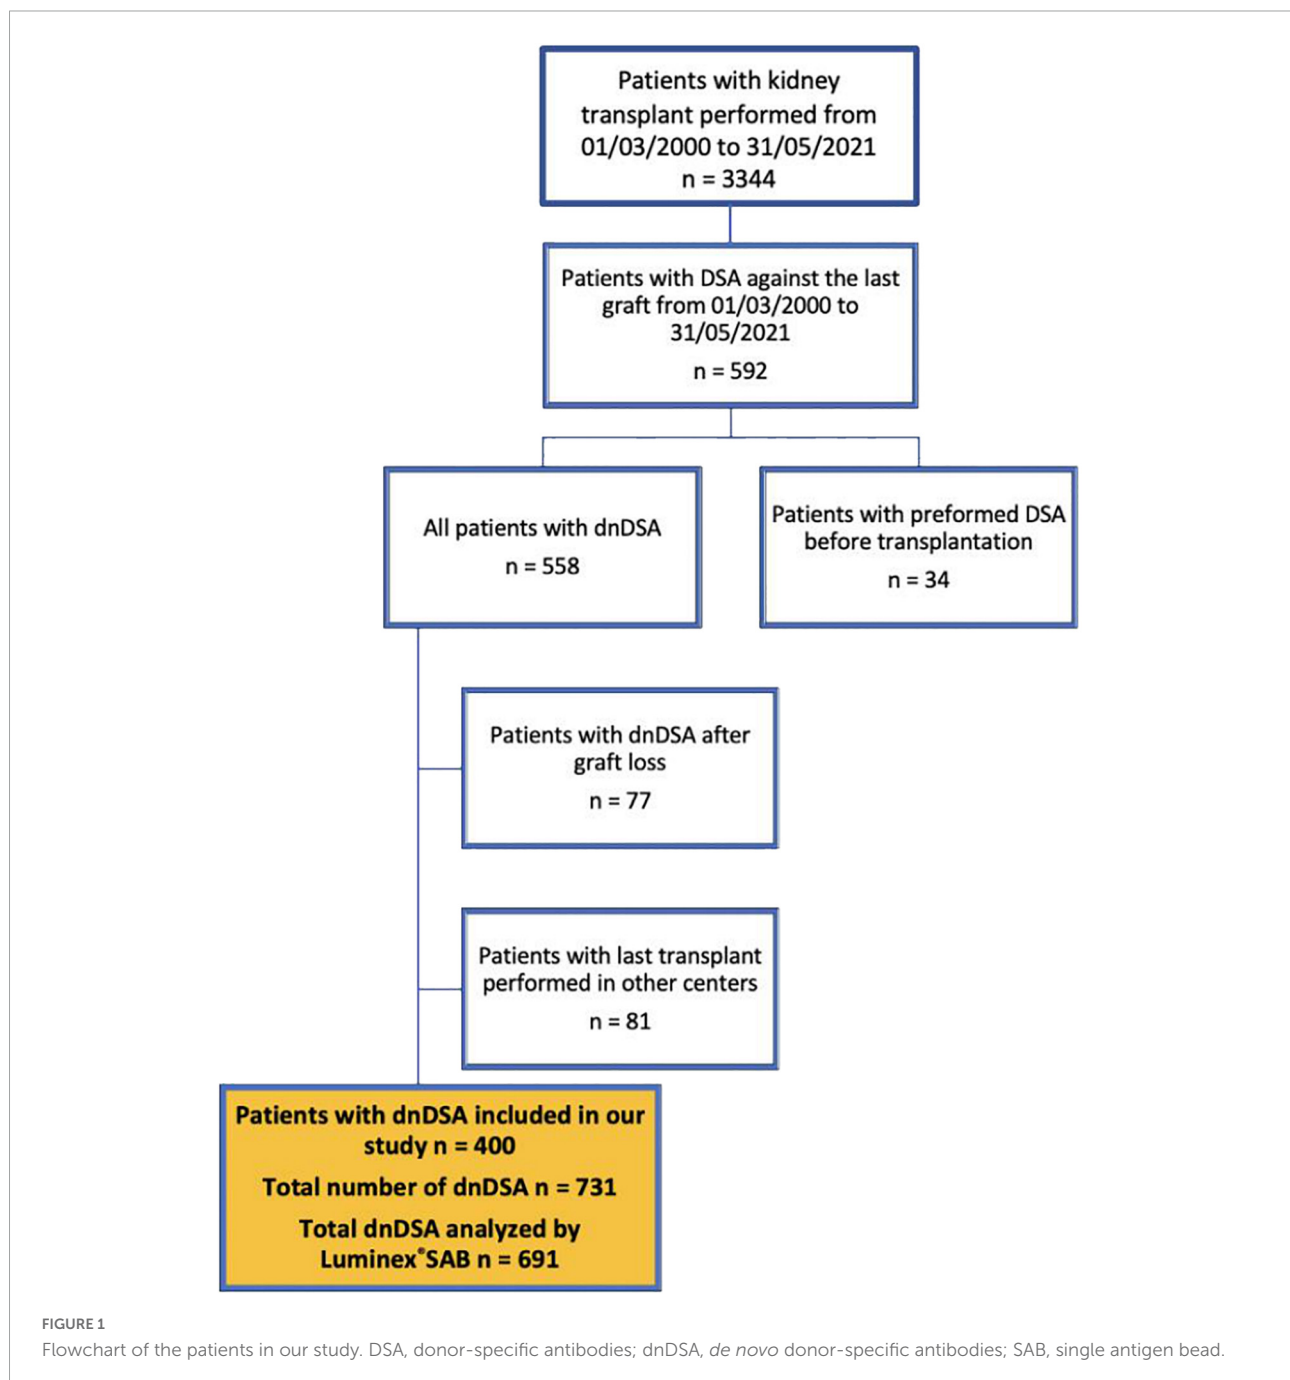 Patients with kidney
transplant performed from
01/03/2000 to 31/05/2021
n = 3344
Patients with DSA against the last
graft from 01/03/2000 to
31/05/2021
n = 592
All patients with dnDSA
n = 558
Patients with preformed DSA
before transplantation
n = 34
Patients with dnDSA after
graft loss
n = 77
Patients with last transplant
performed in other centers
n = 81
Patients with dnDSA included in our
study n = 400
Total number of dnDSA n = 731
Total dnDSA analyzed by
Luminex®SAB n = 691
FIGURE 1
Flowchart of the patients in our study. DSA, donor-specific antibodies; dnDSA, de novo donor-specific antibodies; SAB, single antigen bead.